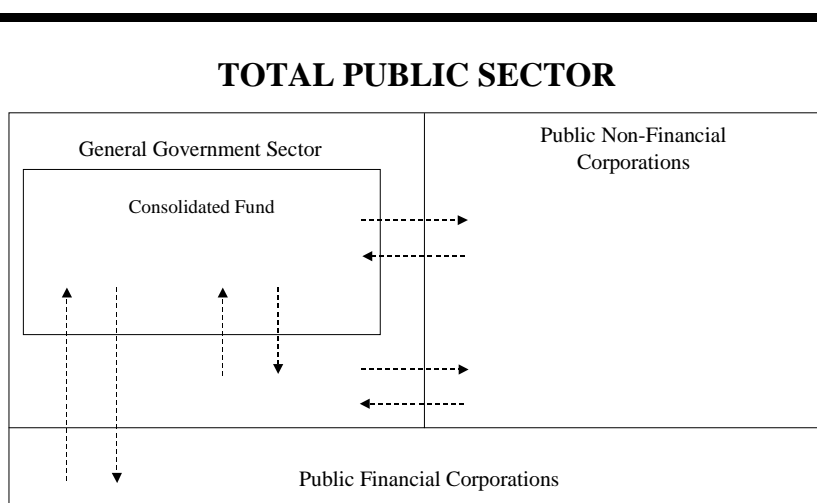 TOTAL PUBLIC SECTOR
General Government Sector
Consolidated Fund
Public Non-Financial
Corporations
Public Financial Corporations